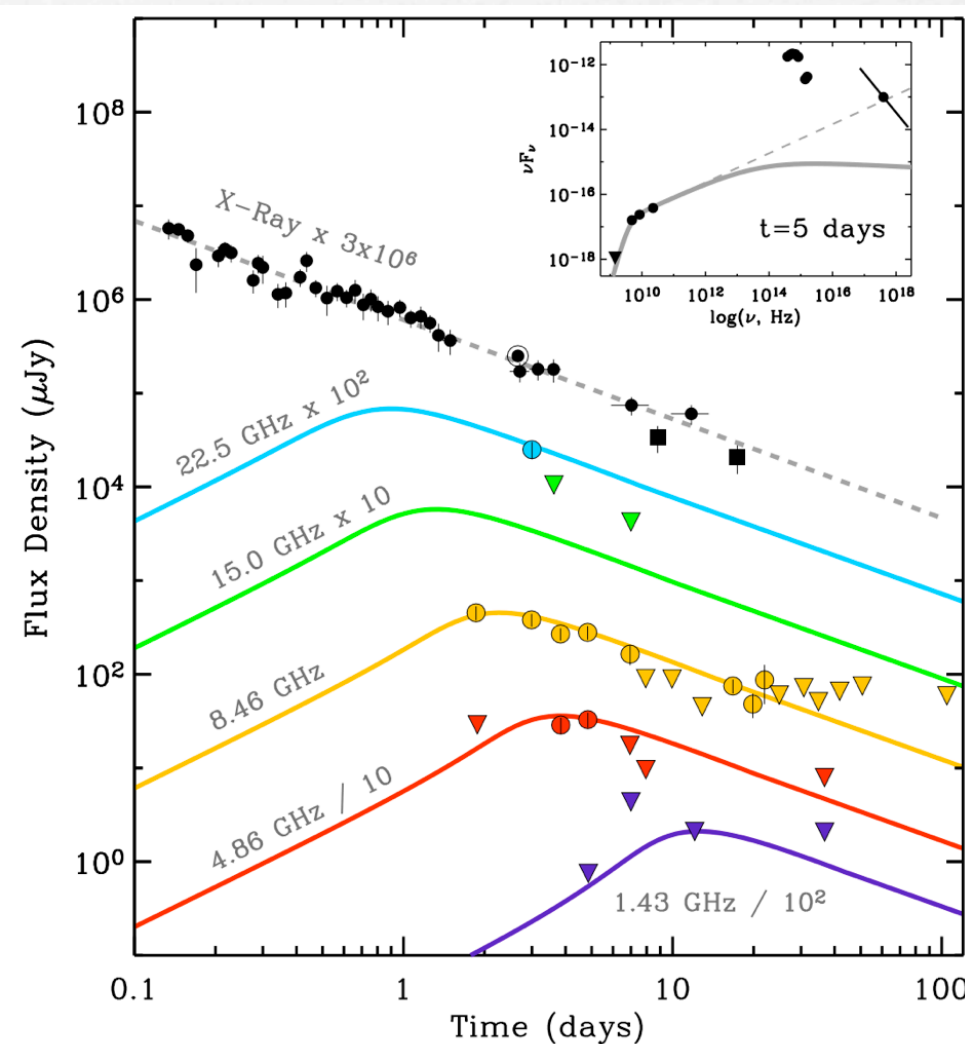 10⁸
10⁶
10⁴
10²
10⁰
Flux Density (μJy)
0.1
1
10
100
Time (days)
X-Ray x 3x10⁶
22.5 GHz x 10²
15.0 GHz x 10
8.46 GHz
4.86 GHz / 10
1.43 GHz / 10²
10⁻¹²
10⁻¹⁴
10⁻¹⁶
10⁻¹⁸
νFν
t=5 days
10¹⁰
10¹²
10¹⁴
10¹⁶
10¹⁸
log(ν, Hz)